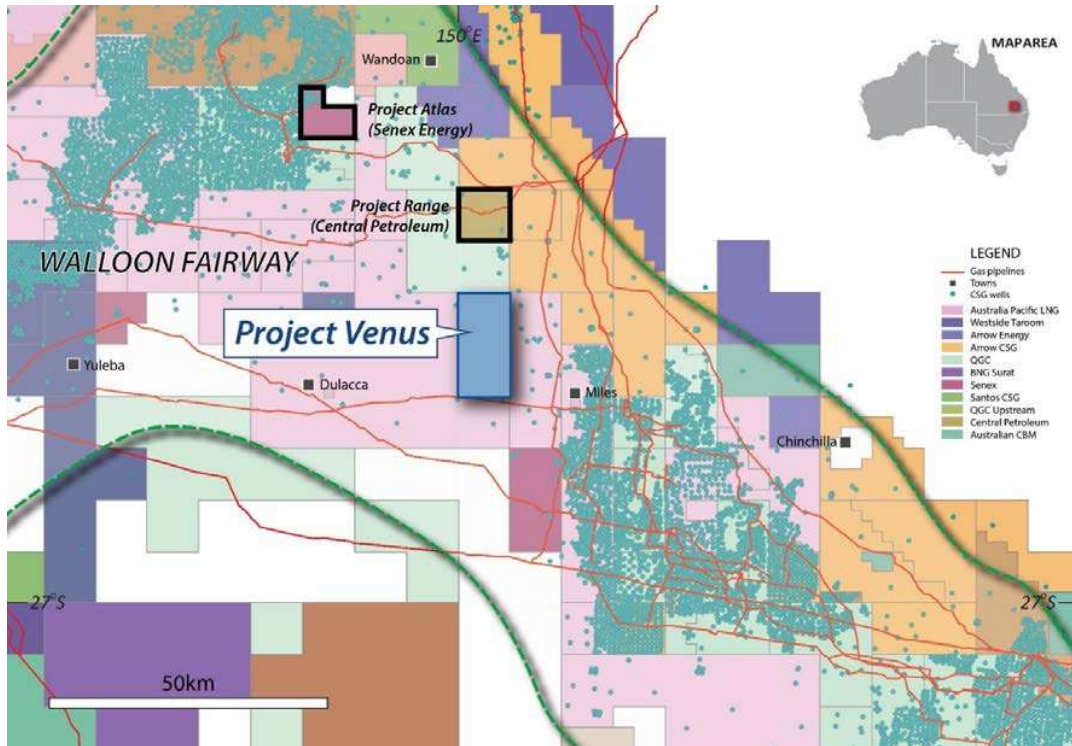 150°E
Wandoan
MAPAREA
Project Atlas
(Senex Energy)
Project Range
(Central Petroleum)
WALLOON FAIRWAY
Project Venus
Yuleba
Dulacca
Miles
Chinchilla
LEGEND
Gas pipelines
Towns
CSG wells
Australia Pacific LNG
Westside Taroom
Arrow Energy
Arrow CSG
QGC
BNG Surat
Senex
Santos CSG
QGC Upstream
Central Petroleum
Australian CBM
27°S
27°S
50km